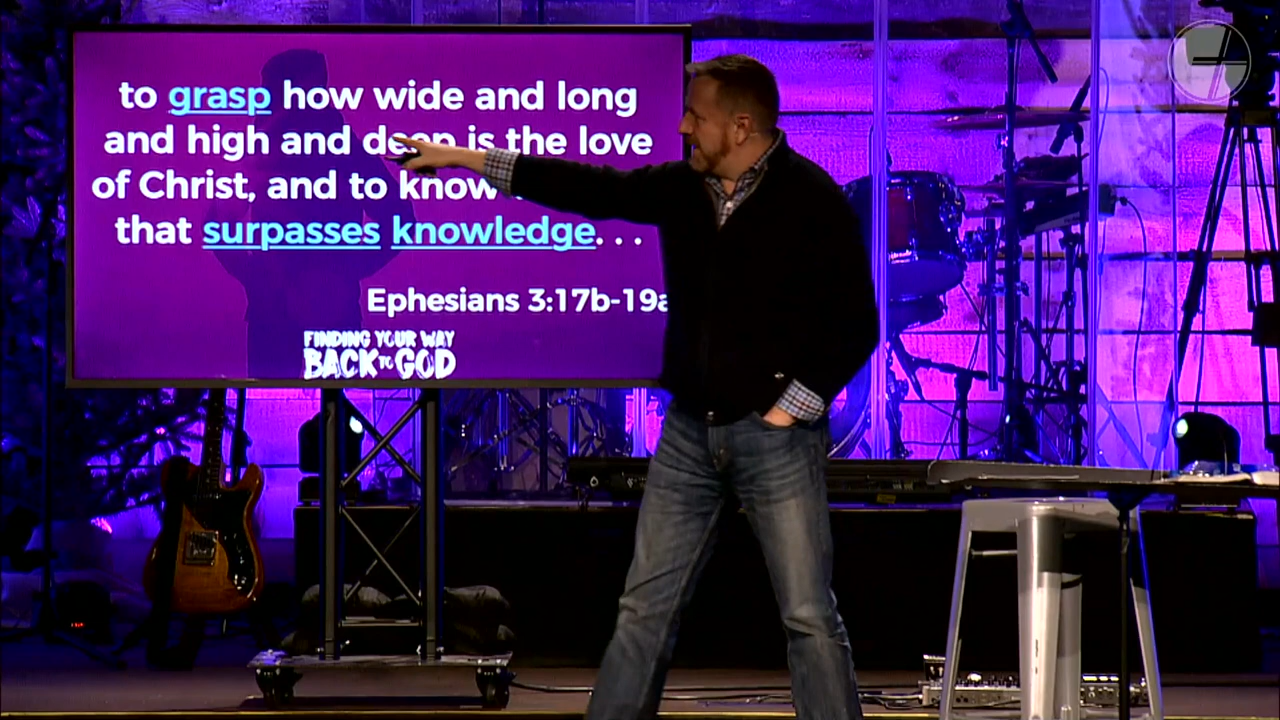 to grasp how wide and long
and high and deep is the love
of Christ, and to know
that surpasses knowledge. . .
Ephesians 3:17b-19a
FINDING YOUR WAY
BACK TO GOD